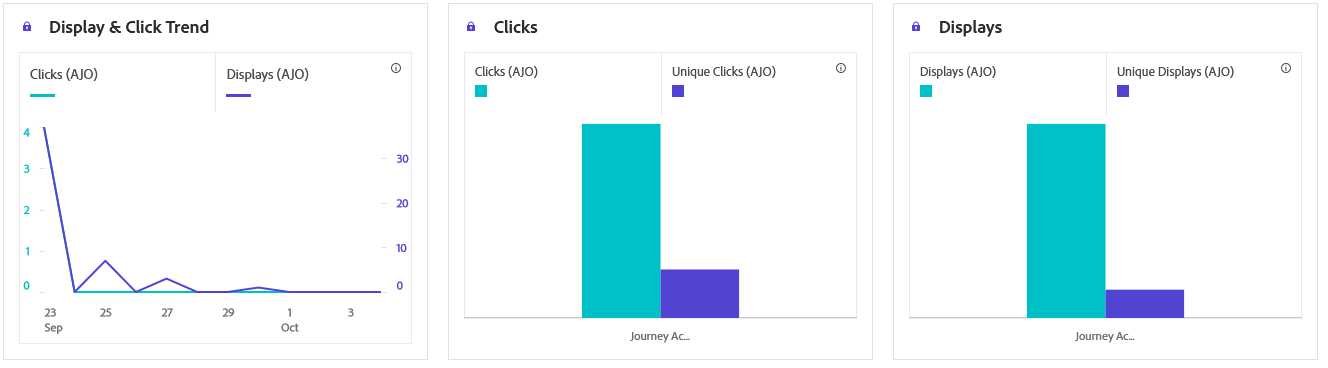 Display & Click Trend
Clicks (AJO)
Displays (AJO)
4
3
2
1
0
30
20
10
0
23
25
27
29
1
3
Sep
Oct
Clicks
Clicks (AJO)
Unique Clicks (AJO)
Journey Ac...
Displays
Displays (AJO)
Unique Displays (AJO)
Journey Ac...